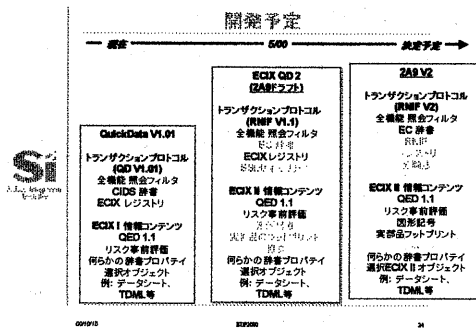 開発予定
現在
5/00
決定予定
QuickData V1.01
トランザクションプロトコル
(QD V1.01)
全機能 照会フィルタ
CIDS 辞書
ECIX レジストリ
ECIX I 情報コンテンツ
QED 1.1
リスク事前評価
何らかの辞書プロパティ
選択オブジェクト
例: データシート、
TDML等
ECIX QD 2
(2A9ドラフト)
トランザクションプロトコル
(RNIF V1.1)
全機能 照会フィルタ
ECIXレジストリ
ECIX II 情報コンテンツ
QED 1.1
リスク事前評価
何らかの辞書プロパティ
選択オブジェクト
例: データシート、
TDML等
2A9 V2
トランザクションプロトコル
(RNIF V2)
全機能 照会フィルタ
EC 辞書
ECIX II 情報コンテンツ
QED 1.1
リスク事前評価
図形記号
実部品フットプリント
何らかの辞書プロパティ
選択ECIX II オブジェクト
例: データシート、
TDML等
Si
24